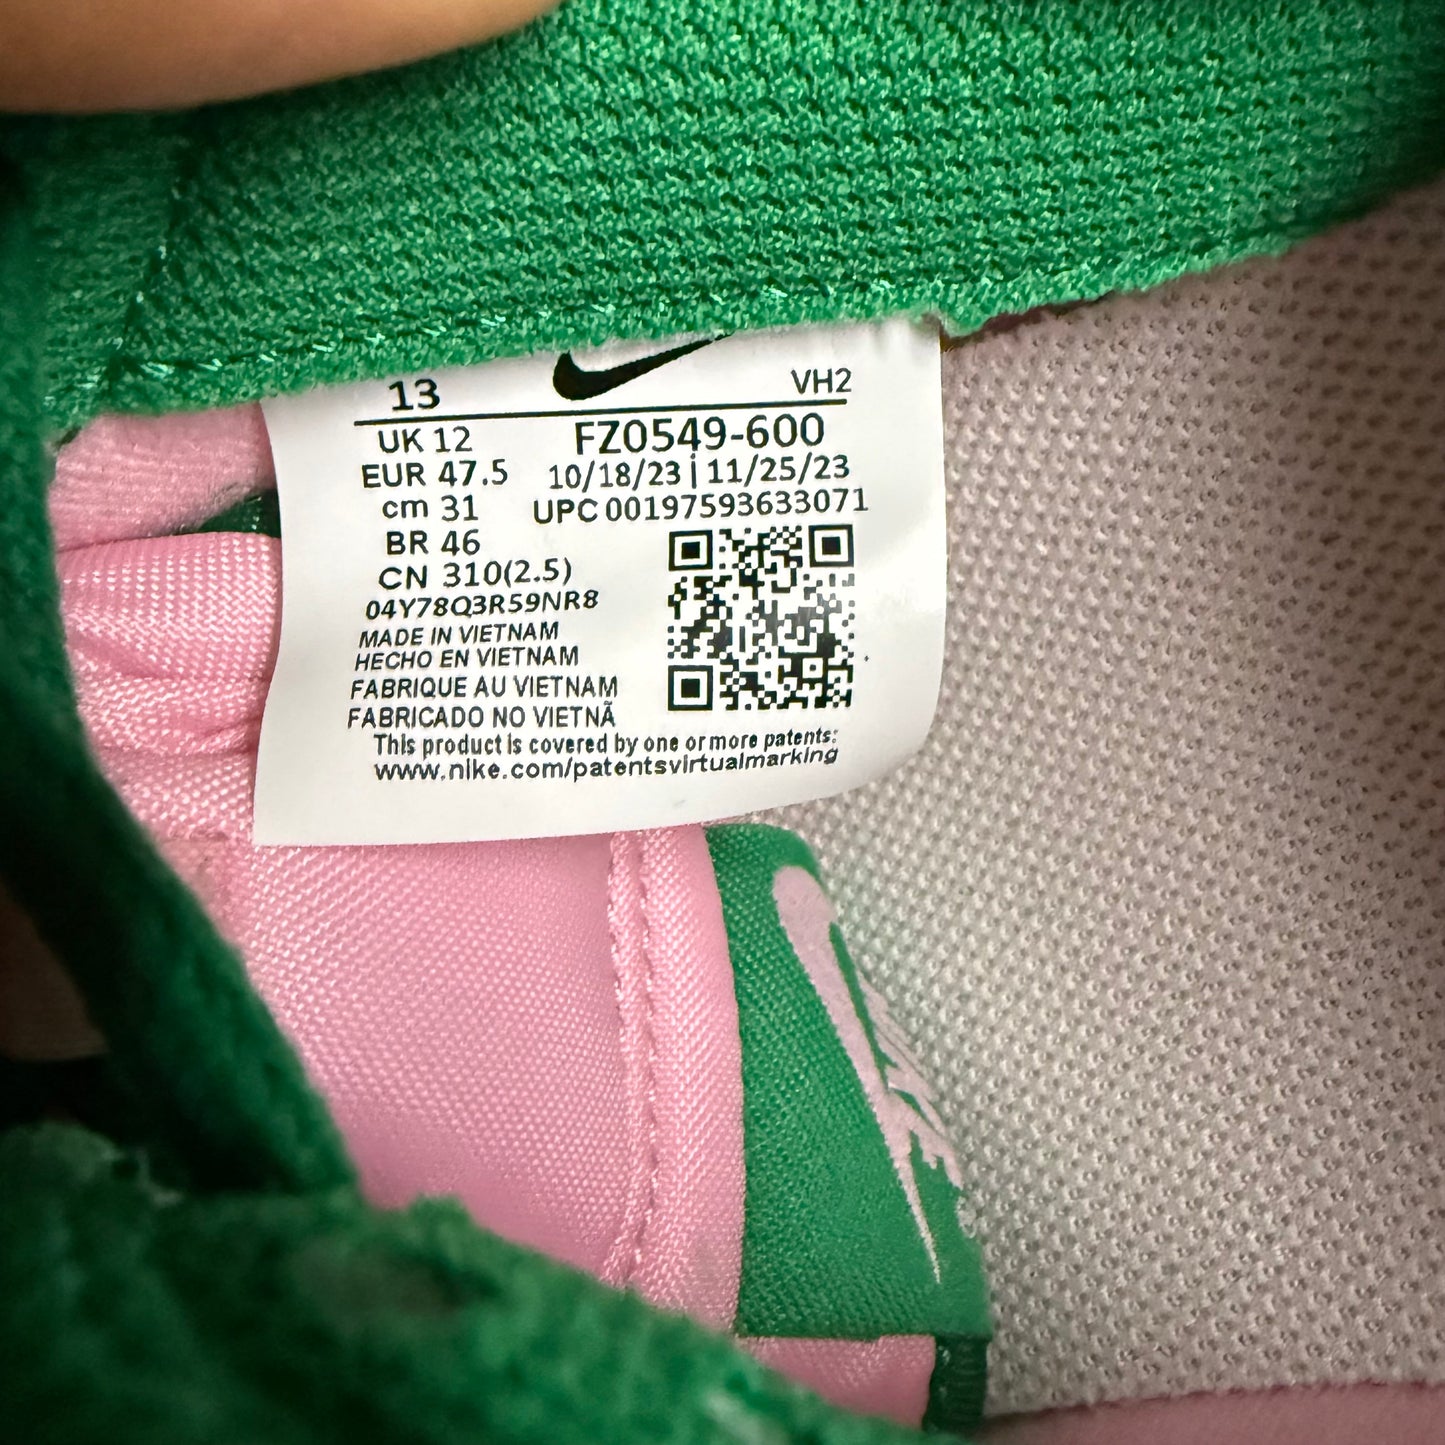 13 VH2
UK 12 FZ0549-600
EUR 47.5 10/18/23 | 11/25/23
cm 31 UPC 00197593633071
BR 46
CN 310(2.5)
04Y78Q3R59NR8
MADE IN VIETNAM
HECHO EN VIETNAM
FABRIQUE AU VIETNAM
FABRICADO NO VIETNÃ
This product is covered by one or more patents:
www.nike.com/patentsvirtualmarking